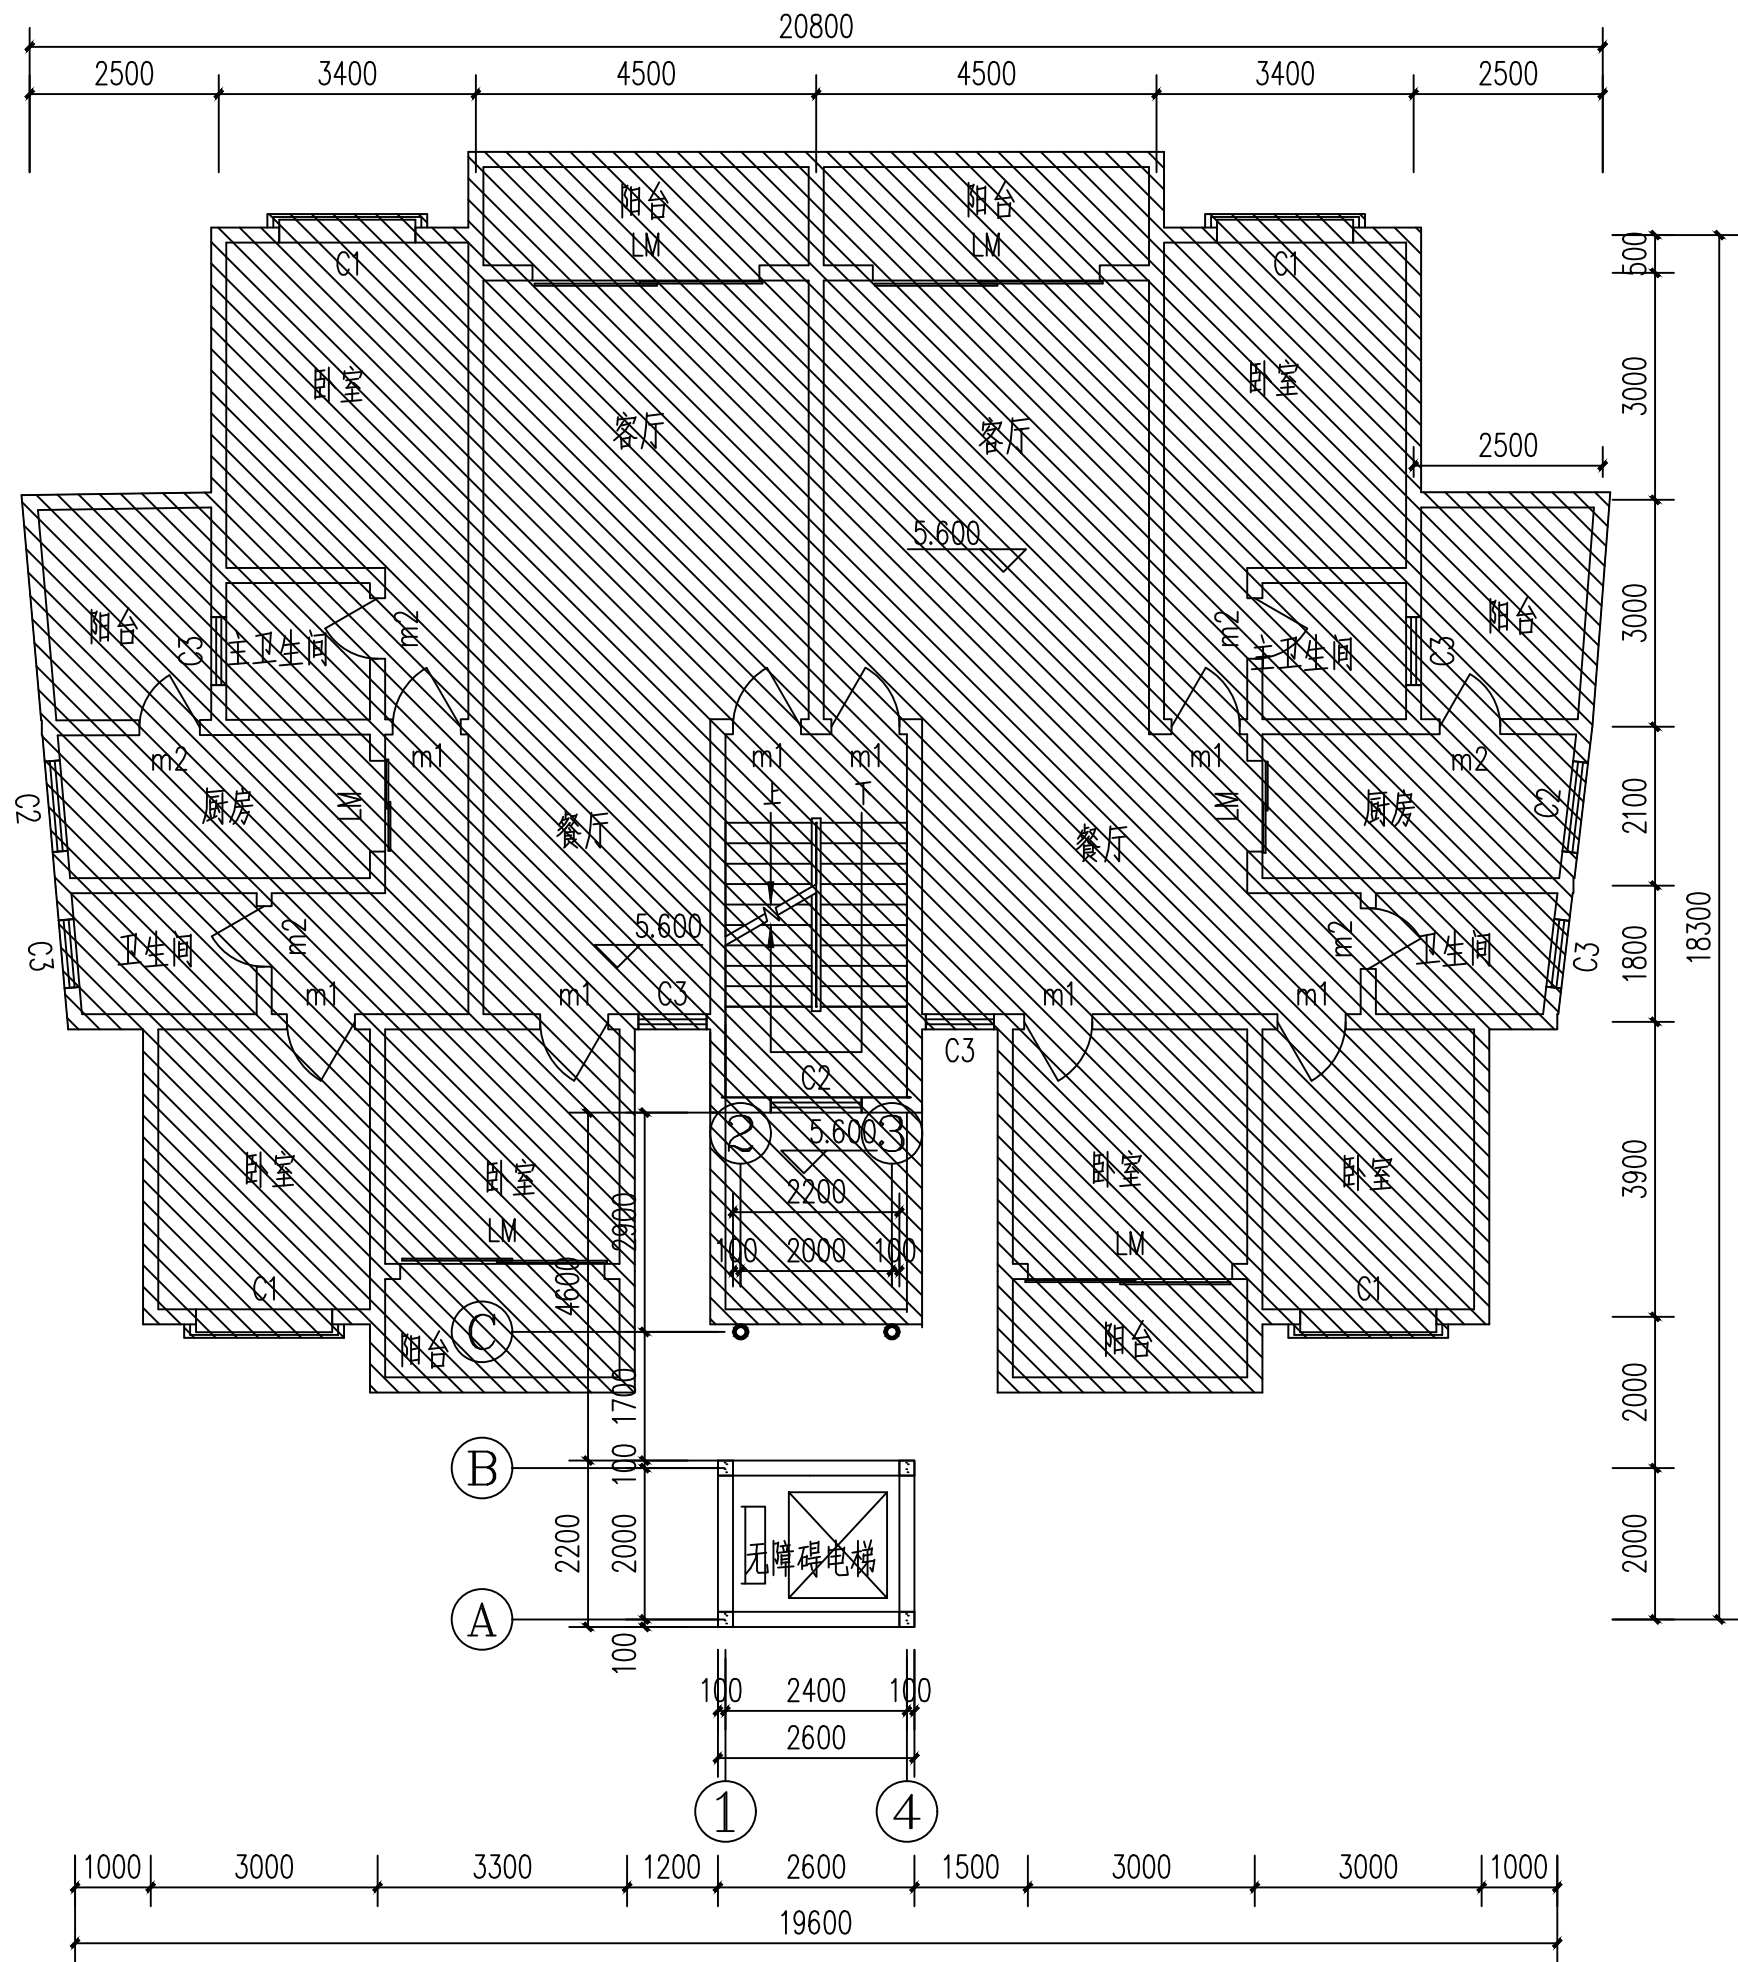 20800
2500 3400 4500 4500 3400 2500
阳台 阳台
LM LM
C1 C1
500
卧室 卧室
3000
客厅 客厅
2500
5.600
阳台 C3 主卫生间 m2 m2 主卫生间 C3 阳台
3000
m2 m1 m1 m1 m1 m2
上 下
C2 厨房 LM LM 厨房 C2
2100
餐厅 餐厅
5.600
C3 卫生间 m2 m2 卫生间 C3
1800
18300
m1 m1 C3 m1 m1
C3
C2
2 5.600 3
卧室 卧室 卧室 卧室
3900
2200
2900
LM LM
100 2000 100
4600
C1 C1
阳台 C 阳台
1700
2000
B 100
2200 2000 无障碍电梯 2000
A
100
100 2400 100
2600
1 4
1000 3000 3300 1200 2600 1500 3000 3000 1000
19600